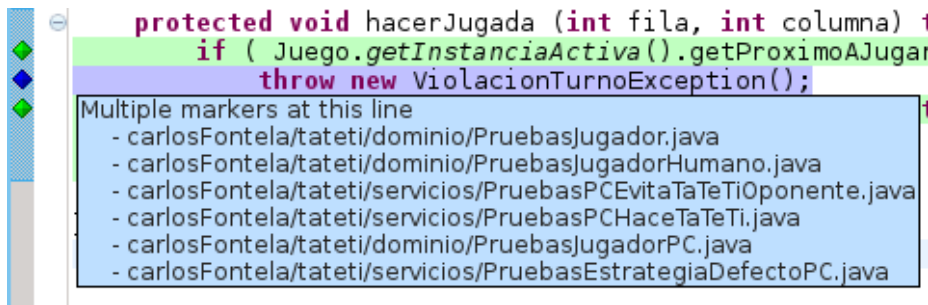 protected void hacerJugada (int fila, int columna) t
if ( Juego.getInstanciaActiva().getProximoAJugar
throw new ViolacionTurnoException();
Multiple markers at this line
- carlosFontela/tateti/dominio/PruebasJugador.java
- carlosFontela/tateti/dominio/PruebasJugadorHumano.java
- carlosFontela/tateti/servicios/PruebasPCEvitaTaTeTiOponente.java
- carlosFontela/tateti/servicios/PruebasPCHaceTaTeTi.java
- carlosFontela/tateti/dominio/PruebasJugadorPC.java
- carlosFontela/tateti/servicios/PruebasEstrategiaDefectoPC.java